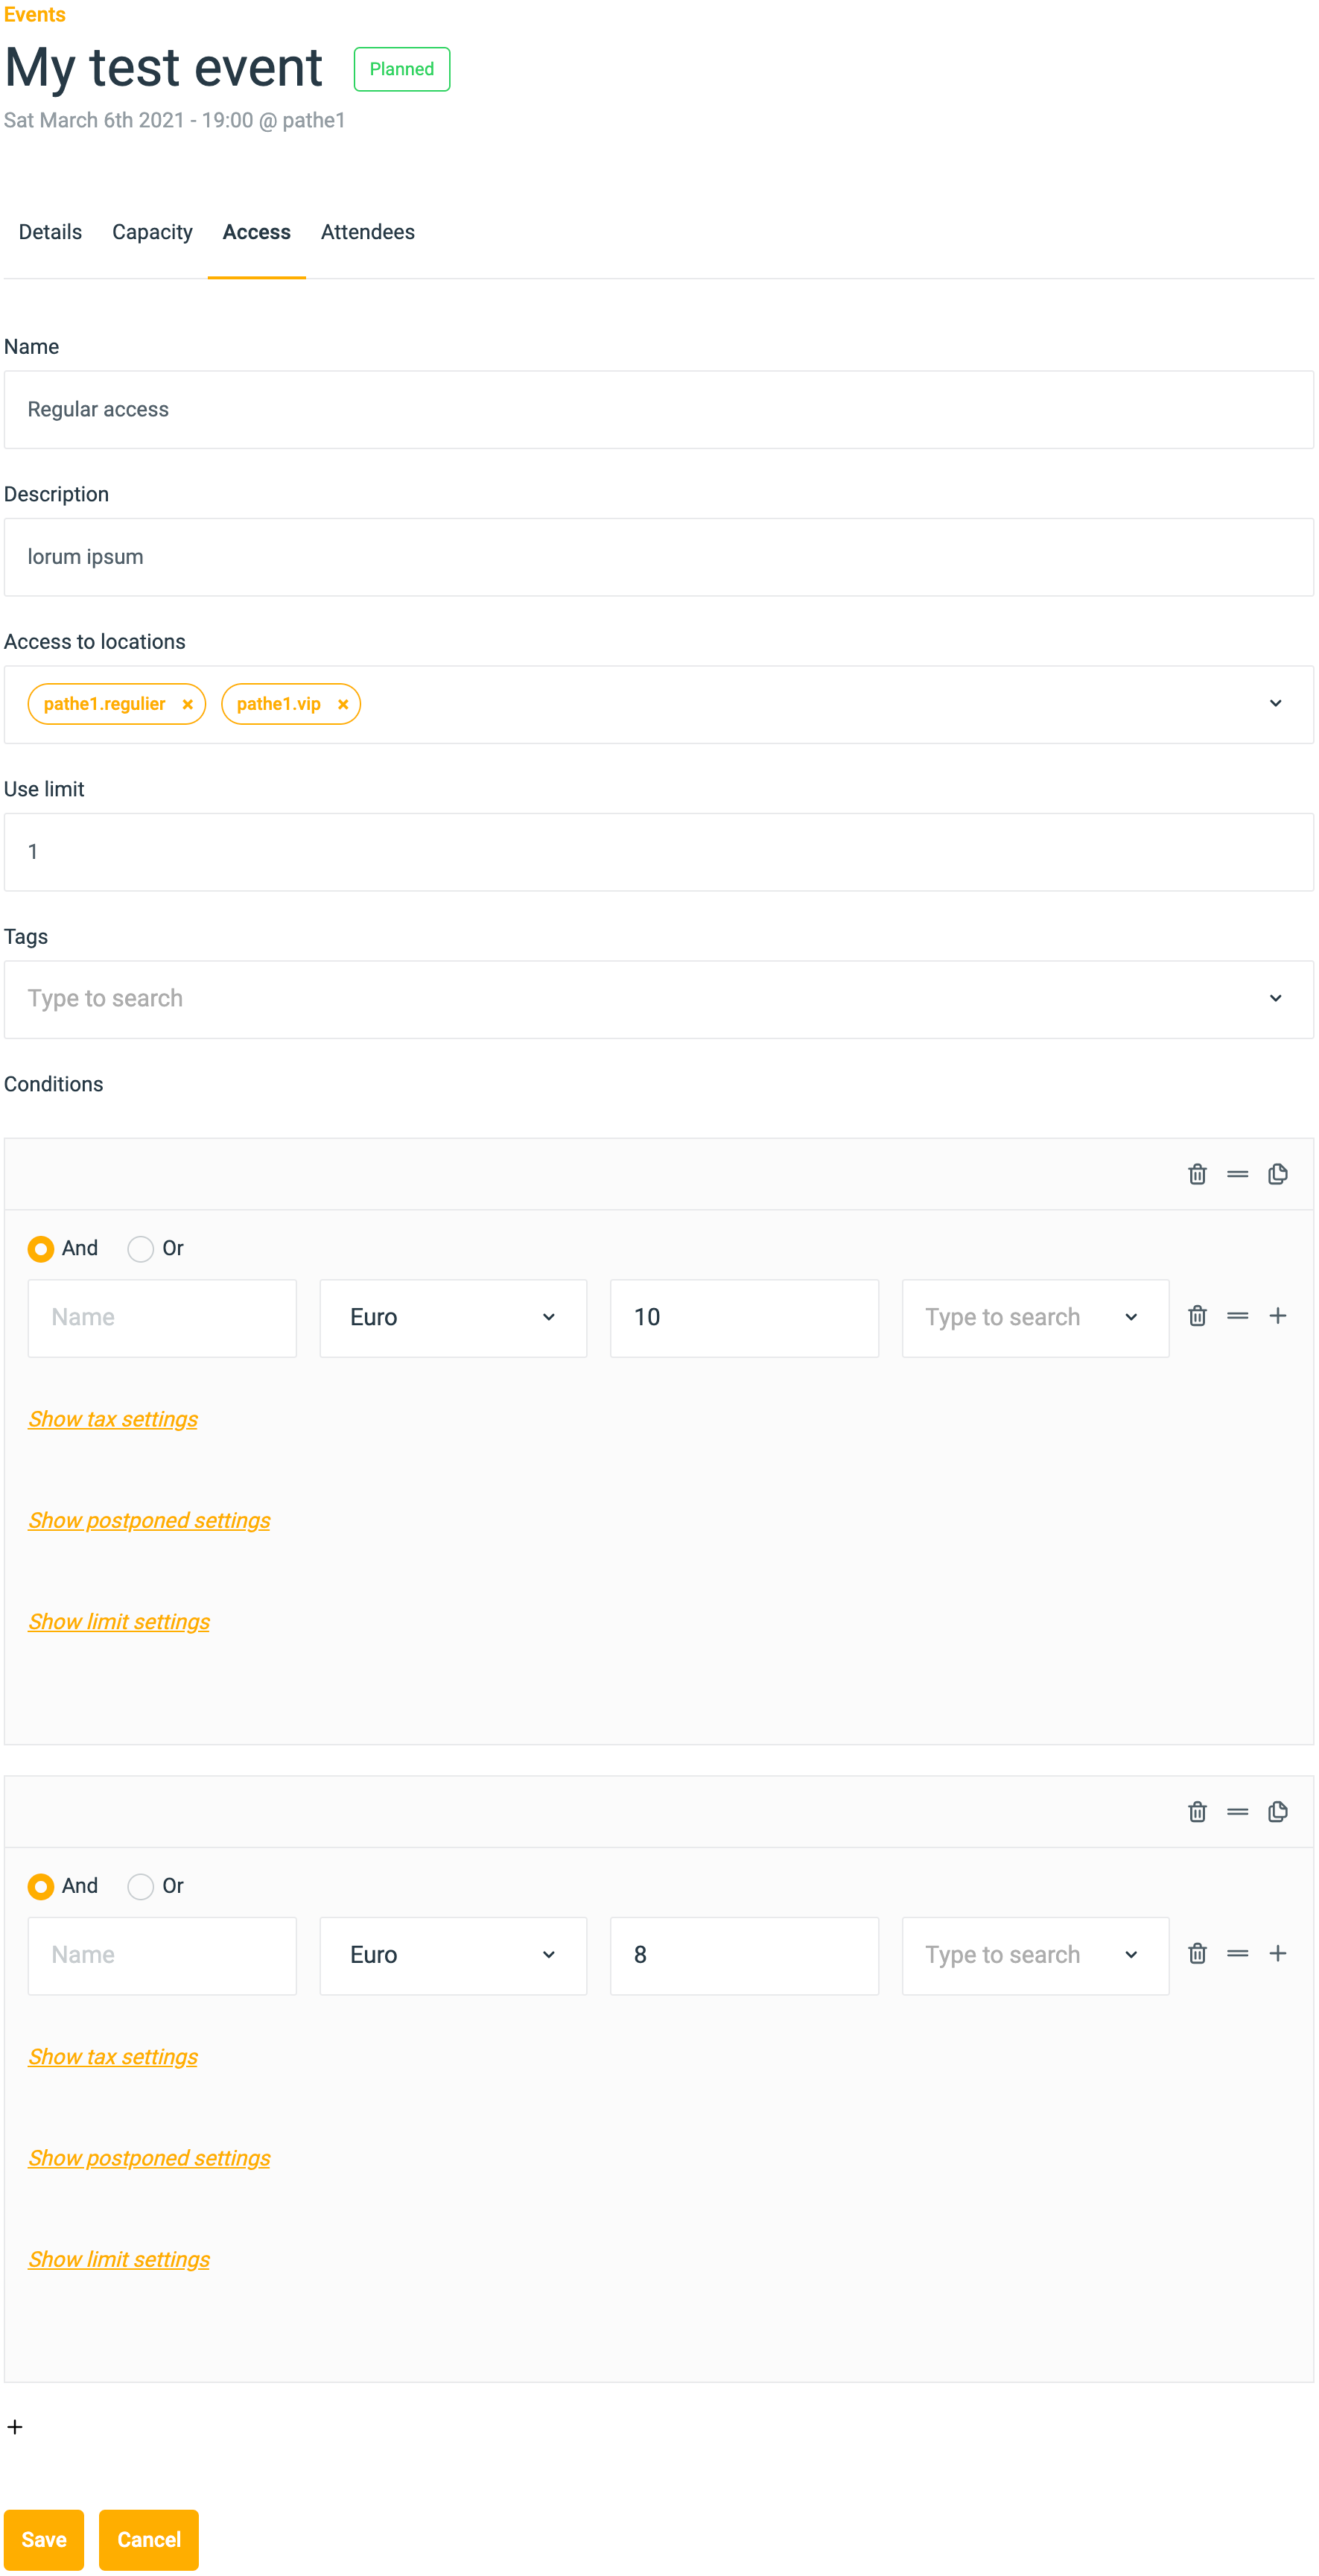 Events
My test event Planned
Sat March 6th 2021 - 19:00 @ pathe1
Details Capacity Access Attendees
Name
Regular access
Description
lorum ipsum
Access to locations
pathe1.regulier × pathe1.vip ×
Use limit
1
Tags
Type to search
Conditions
And Or
Name Euro 10 Type to search
Show tax settings
Show postponed settings
Show limit settings
And Or
Name Euro 8 Type to search
Show tax settings
Show postponed settings
Show limit settings
+
Save Cancel